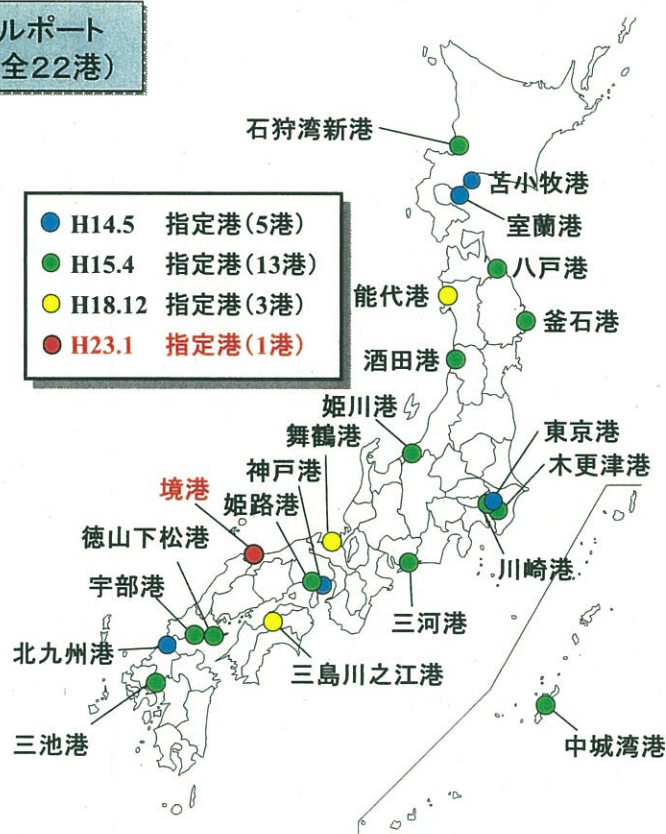 ルポート
全22港）
石狩湾新港
苫小牧港
室蘭港
H14.5 指定港（5港）
H15.4 指定港（13港）
H18.12 指定港（3港）
H23.1 指定港（1港）
八戸港
能代港
釜石港
酒田港
姫川港
舞鶴港
東京港
神戸港
木更津港
境港
姫路港
徳山下松港
川崎港
宇部港
三河港
北九州港
三島川之江港
三池港
中城湾港